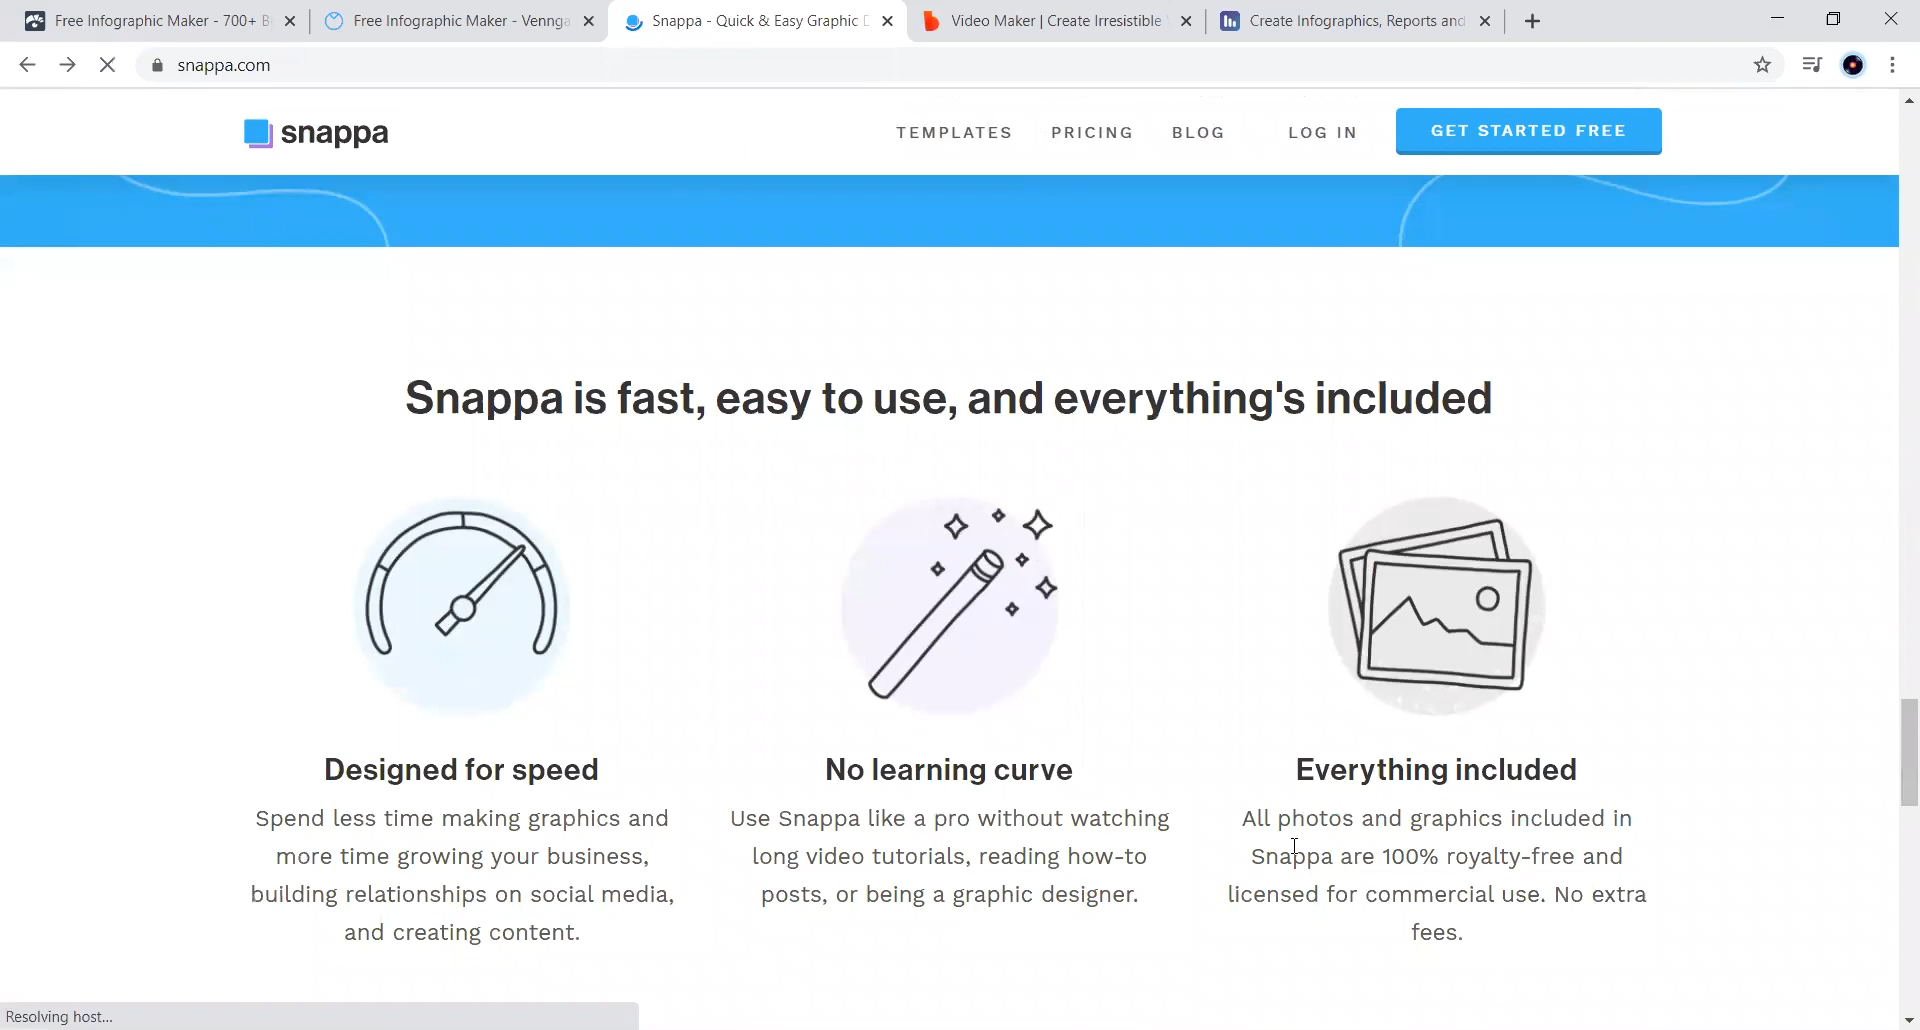 Free Infographic Maker - 700+ B
Free Infographic Maker - Vennga
Snappa - Quick & Easy Graphic D
Video Maker | Create Irresistible V
Create Infographics, Reports and
snappa.com
snappa
TEMPLATES
PRICING
BLOG
LOG IN
GET STARTED FREE
Snappa is fast, easy to use, and everything's included
Designed for speed
Spend less time making graphics and
more time growing your business,
building relationships on social media,
and creating content.
No learning curve
Use Snappa like a pro without watching
long video tutorials, reading how-to
posts, or being a graphic designer.
Everything included
All photos and graphics included in
Snappa are 100% royalty-free and
licensed for commercial use. No extra
fees.
Resolving host...